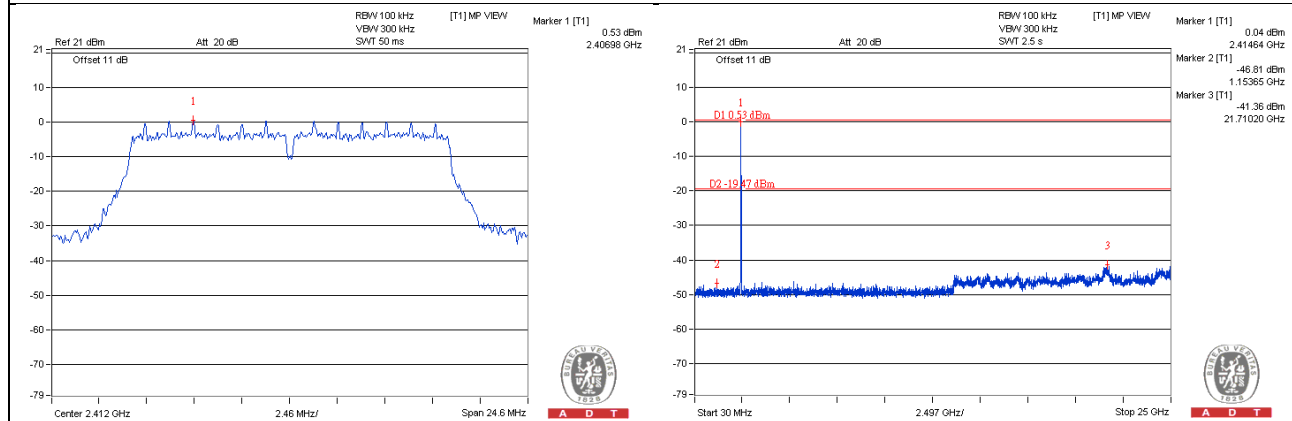 RBW 100 kHz [T1] MP VIEW
VBW 300 kHz
Ref 21 dBm Att 20 dB SWT 50 ms
Marker 1 [T1]
0.53 dBm
2.40698 GHz
21
Offset 11 dB
10
0
-10
-20
-30
-40
-50
-60
-70
-79
1
Center 2.412 GHz 2.46 MHz/ Span 24.6 MHz
BUREAU VERITAS
1828
A D T
RBW 100 kHz [T1] MP VIEW
VBW 300 kHz
Ref 21 dBm Att 20 dB SWT 2.5 s
Marker 1 [T1]
0.04 dBm
2.41464 GHz
Marker 2 [T1]
-46.81 dBm
1.15365 GHz
Marker 3 [T1]
-41.36 dBm
21.71020 GHz
21
Offset 11 dB
10
0
-10
-20
-30
-40
-50
-60
-70
-79
1
D1 0.53 dBm
D2 -19.47 dBm
2
3
Start 30 MHz 2.497 GHz/ Stop 25 GHz
BUREAU VERITAS
1828
A D T